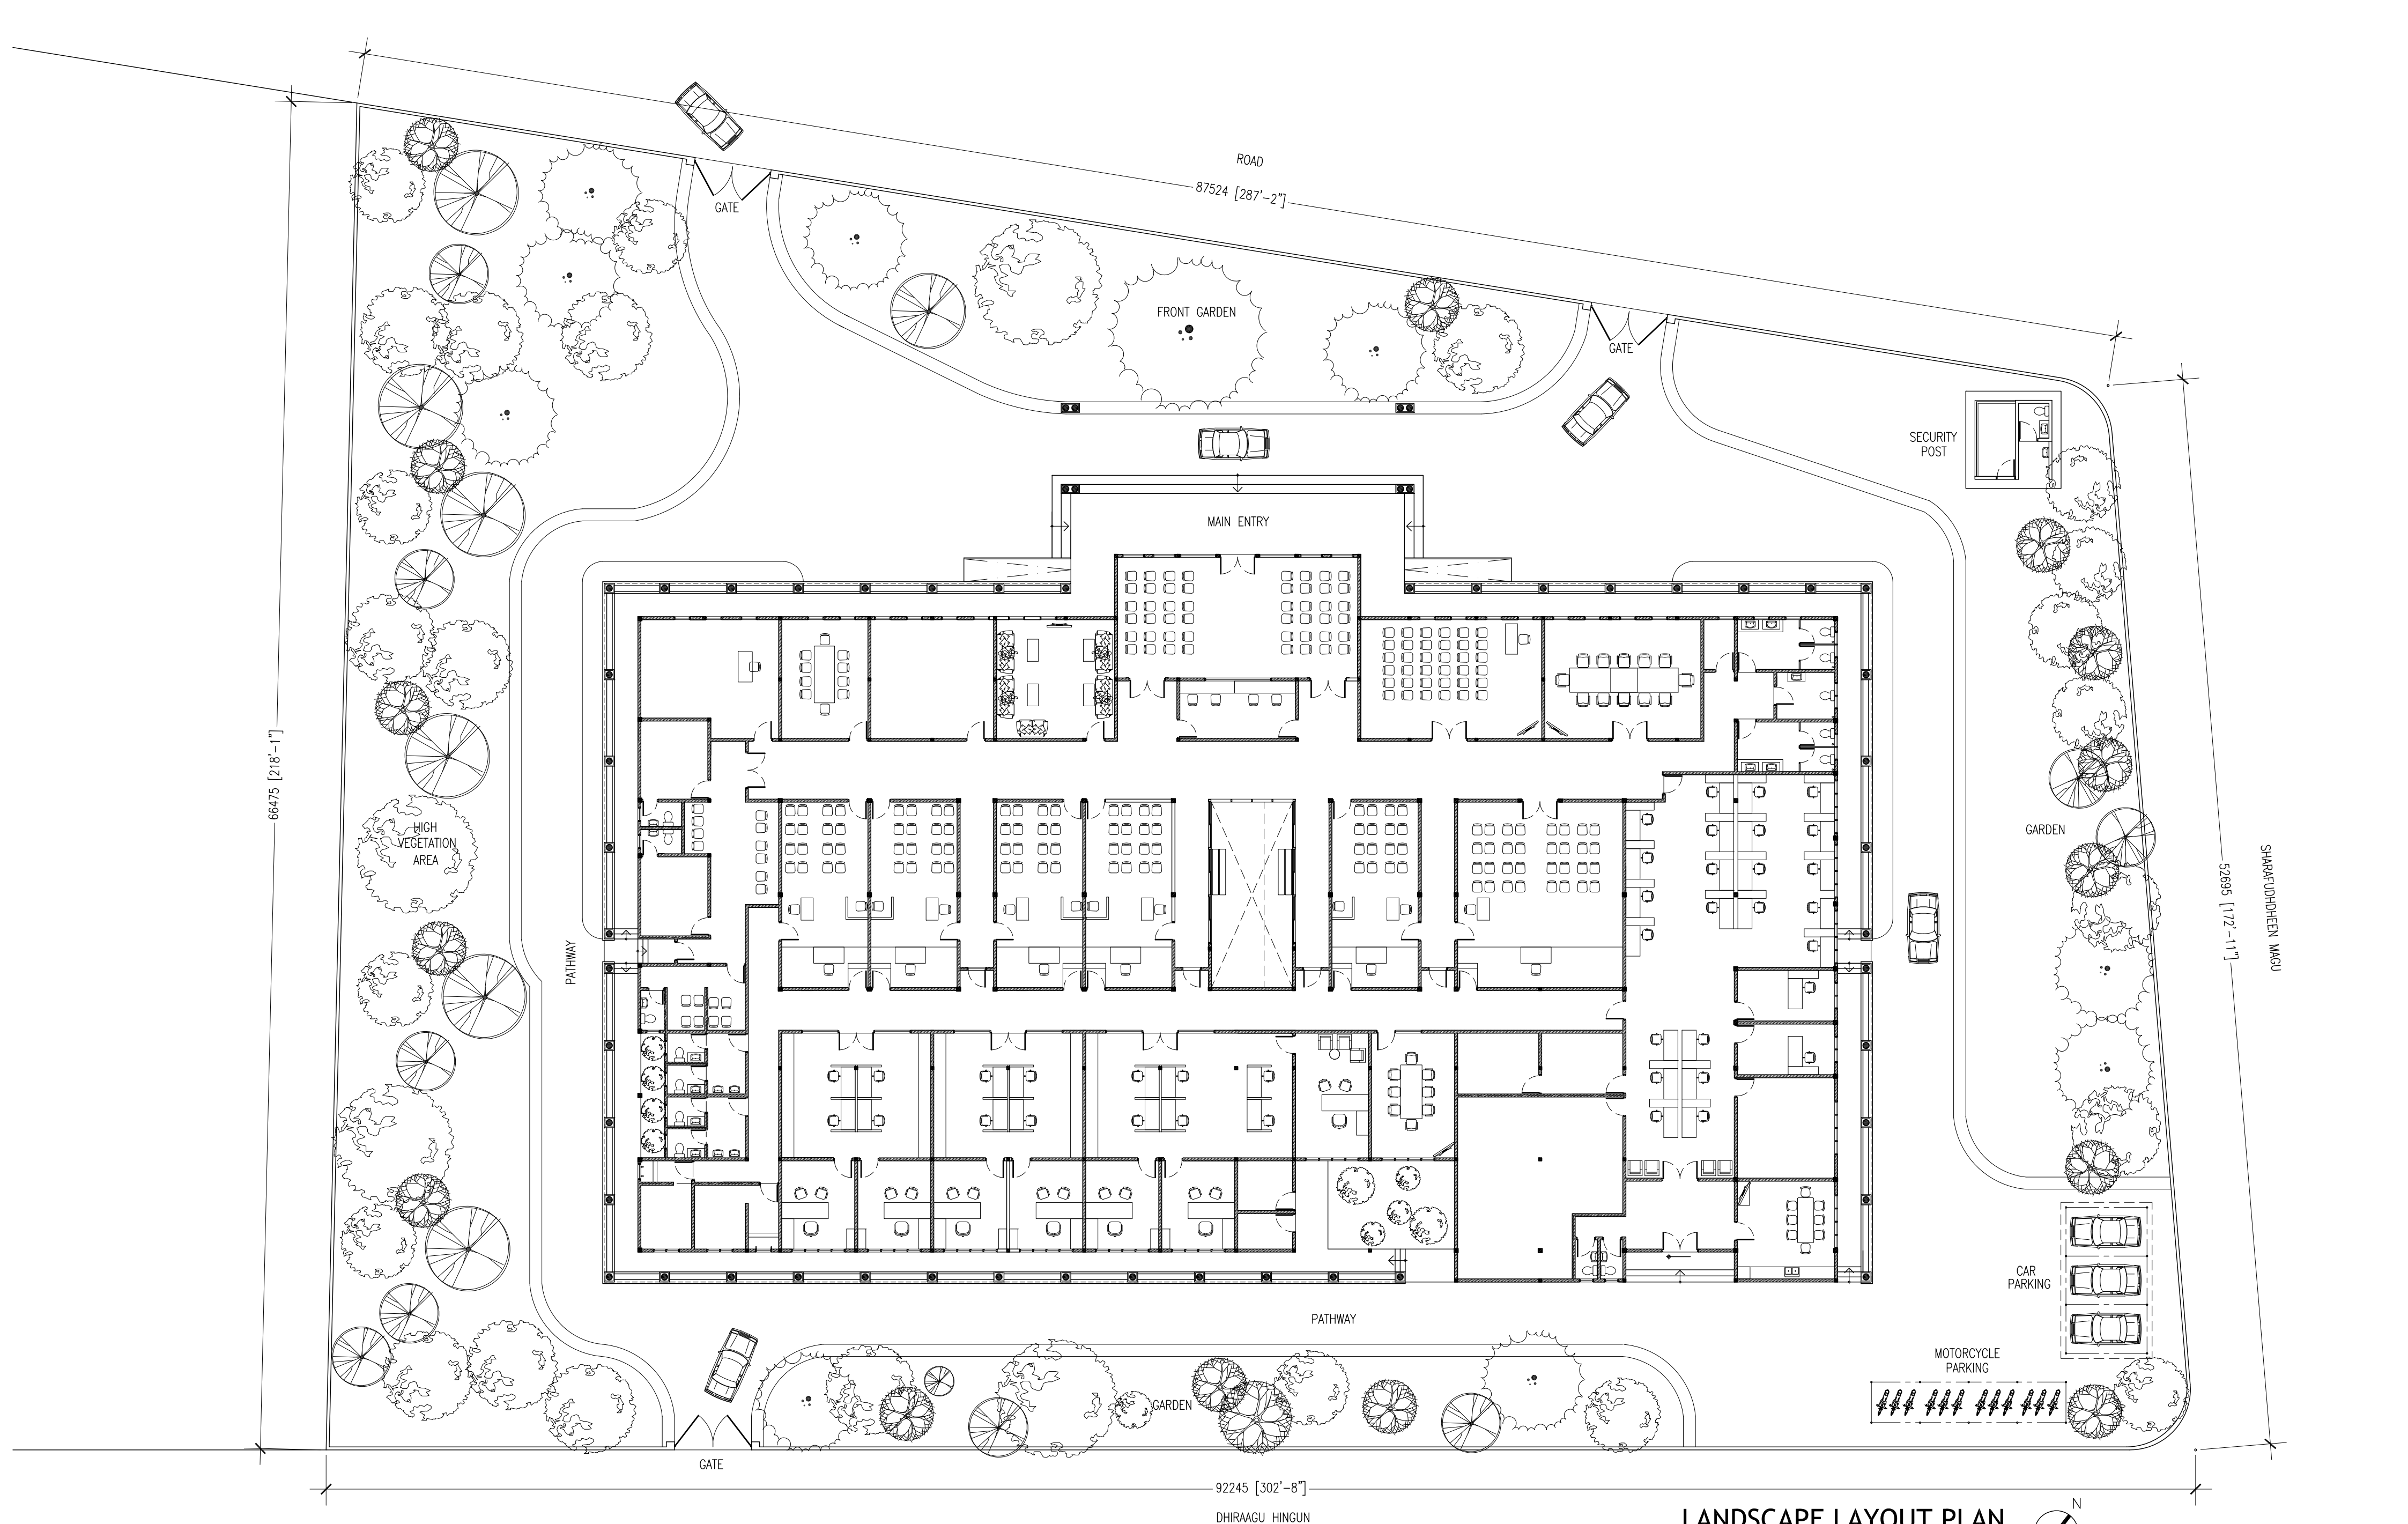 ROAD
87524 [287'-2"]
GATE
FRONT GARDEN
GATE
SECURITY
POST
MAIN ENTRY
66475 [218'-1"]
HIGH
VEGETATION
AREA
GARDEN
52695 [172'-11"]
SHARAFUDHDHEEN MAGU
PATHWAY
CAR
PARKING
PATHWAY
MOTORCYCLE
PARKING
GARDEN
GATE
92245 [302'-8"]
DHIRAAGU HINGUN
LANDSCAPE LAYOUT PLAN
N